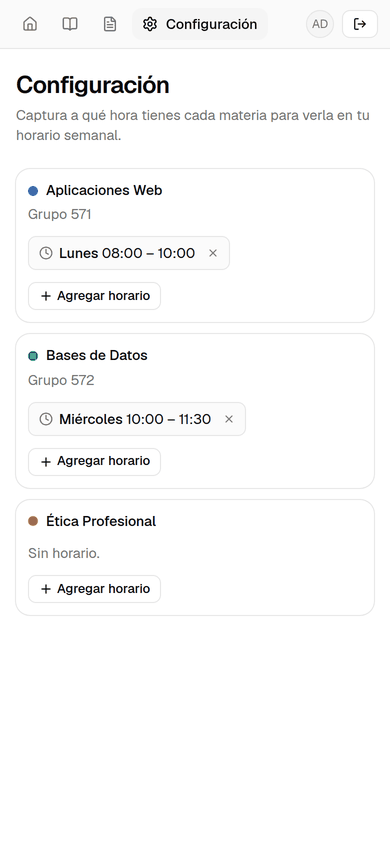 Configuración
AD
Configuración
Captura a qué hora tienes cada materia para verla en tu
horario semanal.
Aplicaciones Web
Grupo 571
Lunes 08:00 – 10:00
Agregar horario
Bases de Datos
Grupo 572
Miércoles 10:00 – 11:30
Agregar horario
Ética Profesional
Sin horario.
Agregar horario